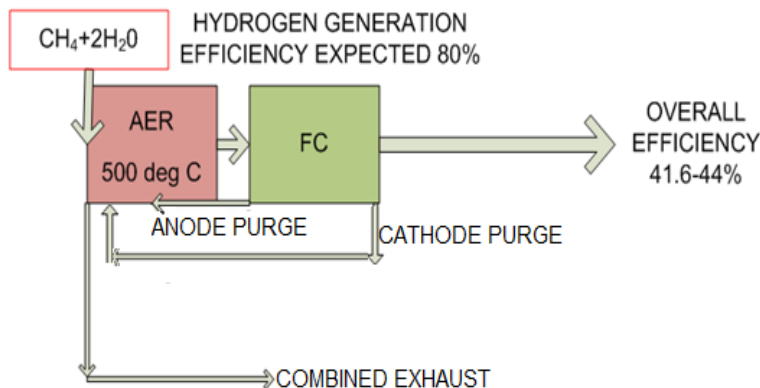 CH₄+2H₂0
HYDROGEN GENERATION
EFFICIENCY EXPECTED 80%
AER
500 deg C
FC
OVERALL
EFFICIENCY
41.6-44%
ANODE PURGE
CATHODE PURGE
COMBINED EXHAUST